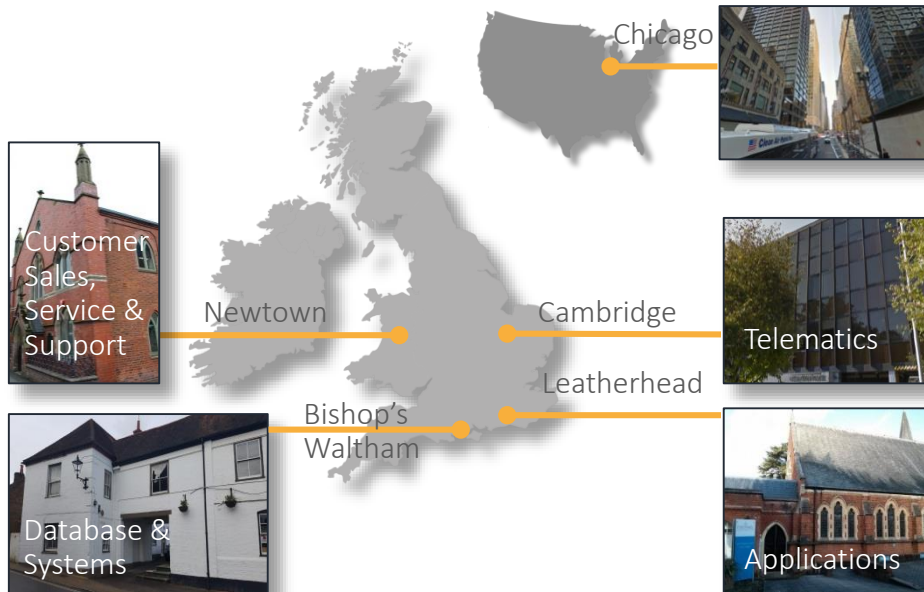 Chicago
Customer
Sales,
Service &
Support
Newtown
Cambridge
Telematics
Leatherhead
Bishop's
Waltham
Database &
Systems
Applications